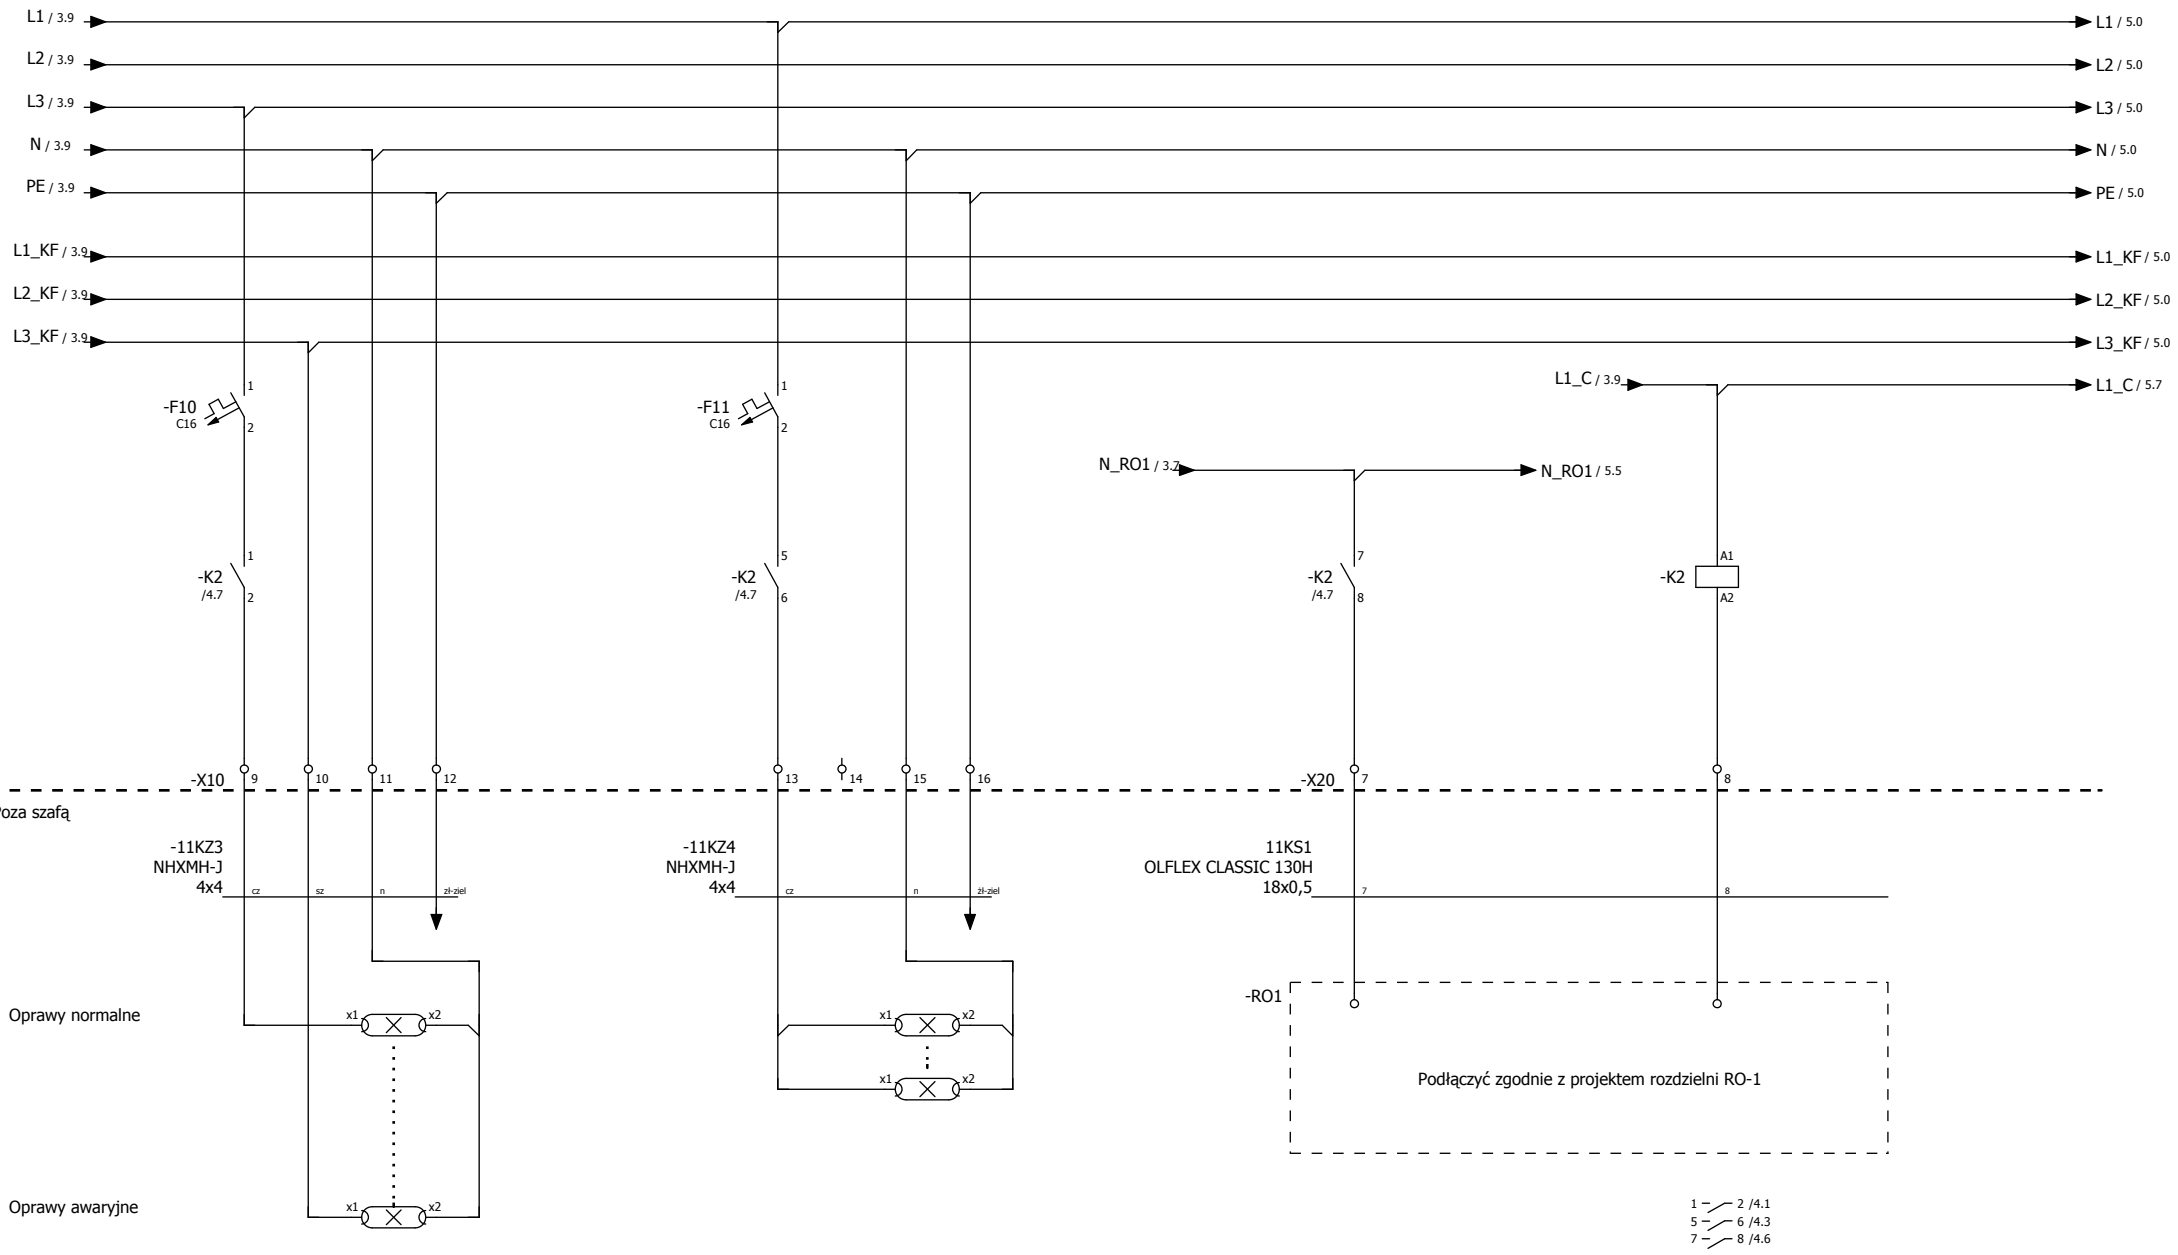 L1 / 3.9
L1 / 5.0
L2 / 3.9
L2 / 5.0
L3 / 3.9
L3 / 5.0
N / 3.9
N / 5.0
PE / 3.9
PE / 5.0
L1_KF / 3.9
L1_KF / 5.0
L2_KF / 3.9
L2_KF / 5.0
L3_KF / 3.9
L3_KF / 5.0
L1_C / 3.9
L1_C / 5.7
1
-F10
C16
2
1
-F11
C16
2
N_RO1 / 3.7
N_RO1 / 5.5
1
-K2
/4.7
2
5
-K2
/4.7
6
7
-K2
/4.7
8
A1
-K2
A2
-X10
9
10
11
12
13
14
15
16
-X20
7
8
Poza szafą
-11KZ3
NHXMH-J
4x4
cz
sz
n
zł-ziel
-11KZ4
NHXMH-J
4x4
cz
n
żł-ziel
11KS1
OLFLEX CLASSIC 130H
18x0,5
7
8
Oprawy normalne
x1
x2
x1
x2
x1
x2
-RO1
Podłączyć zgodnie z projektem rozdzielni RO-1
Oprawy awaryjne
x1
x2
1 2 /4.1
5 6 /4.3
7 8 /4.6